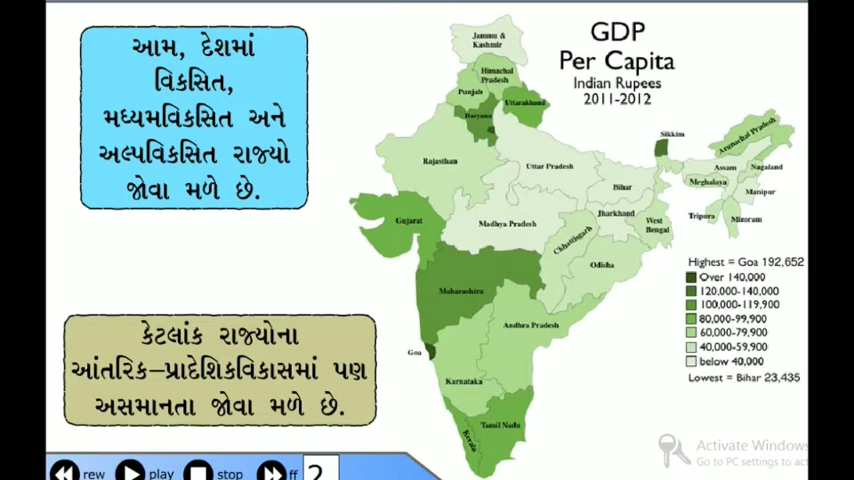 આમ, દેશમાં
વિકસિત,
મધ્યમવિકસિત અને
અલ્પવિકસિત રાજ્યો
જોવા મળે છે.
કેટલાંક રાજ્યોના
આંતરિક–પ્રાદેશિકવિકાસમાં પણ
અસમાનતા જોવા મળે છે.
GDP
Per Capita
Indian Rupees
2011-2012
Jammu &
Kashmir
Himachal
Pradesh
Punjab
Uttarakhand
Haryana
Sikkim
Arunachal Pradesh
Rajasthan
Uttar Pradesh
Assam
Nagaland
Bihar
Meghalaya
Manipur
Gujarat
Jharkhand
Madhya Pradesh
West
Bengal
Tripura
Mizoram
Chhattisgarh
Odisha
Maharashtra
Andhra Pradesh
Goa
Karnataka
Tamil Nadu
Kerala
Highest = Goa 192,652
Over 140,000
120,000-140,000
100,000-119,900
80,000-99,900
60,000-79,900
40,000-59,900
below 40,000
Lowest = Bihar 23,435
Activate Windows
Go to PC settings to act
rew play stop ff 2